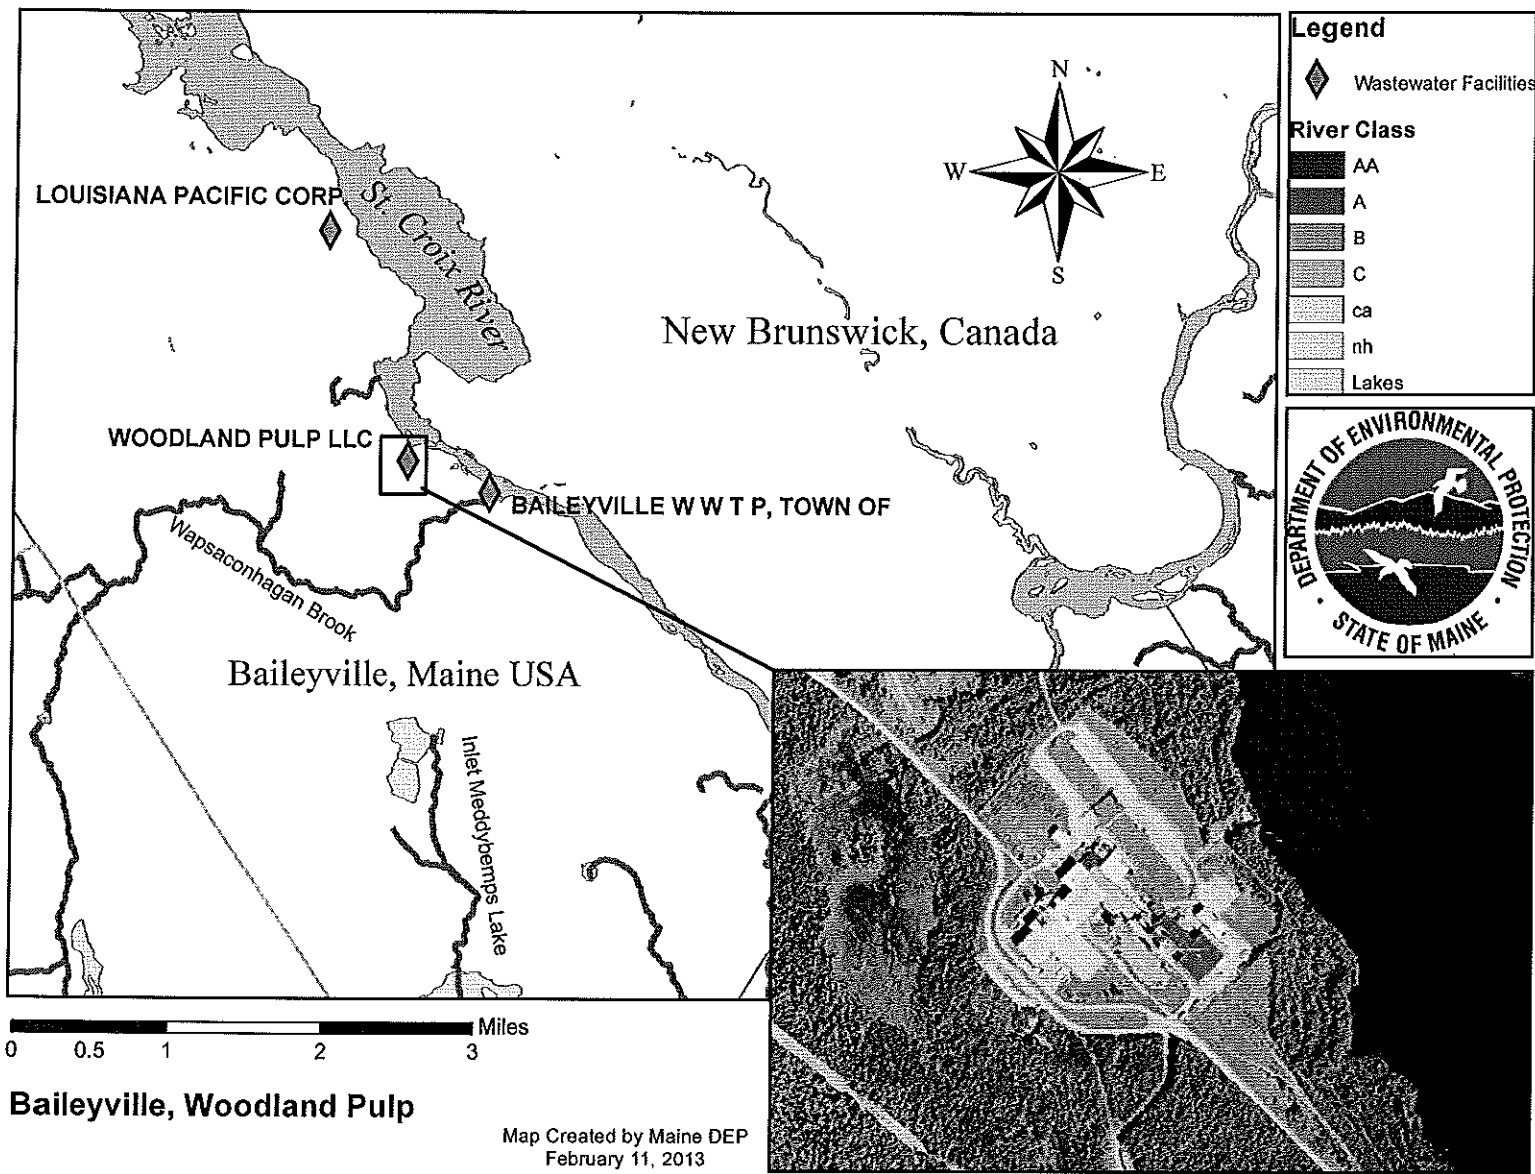 Legend
Wastewater Facilities
River Class
AA
A
B
C
ca
nh
Lakes
N
W
E
S
LOUISIANA PACIFIC CORP
St. Croix River
New Brunswick, Canada
WOODLAND PULP LLC
BAILEYVILLE W W T P, TOWN OF
Wapsaconhagan Brook
Baileyville, Maine USA
Inlet Meddybemps Lake
DEPARTMENT OF ENVIRONMENTAL PROTECTION
• STATE OF MAINE •
Miles
0 0.5 1 2 3
Baileyville, Woodland Pulp
Map Created by Maine DEP
February 11, 2013